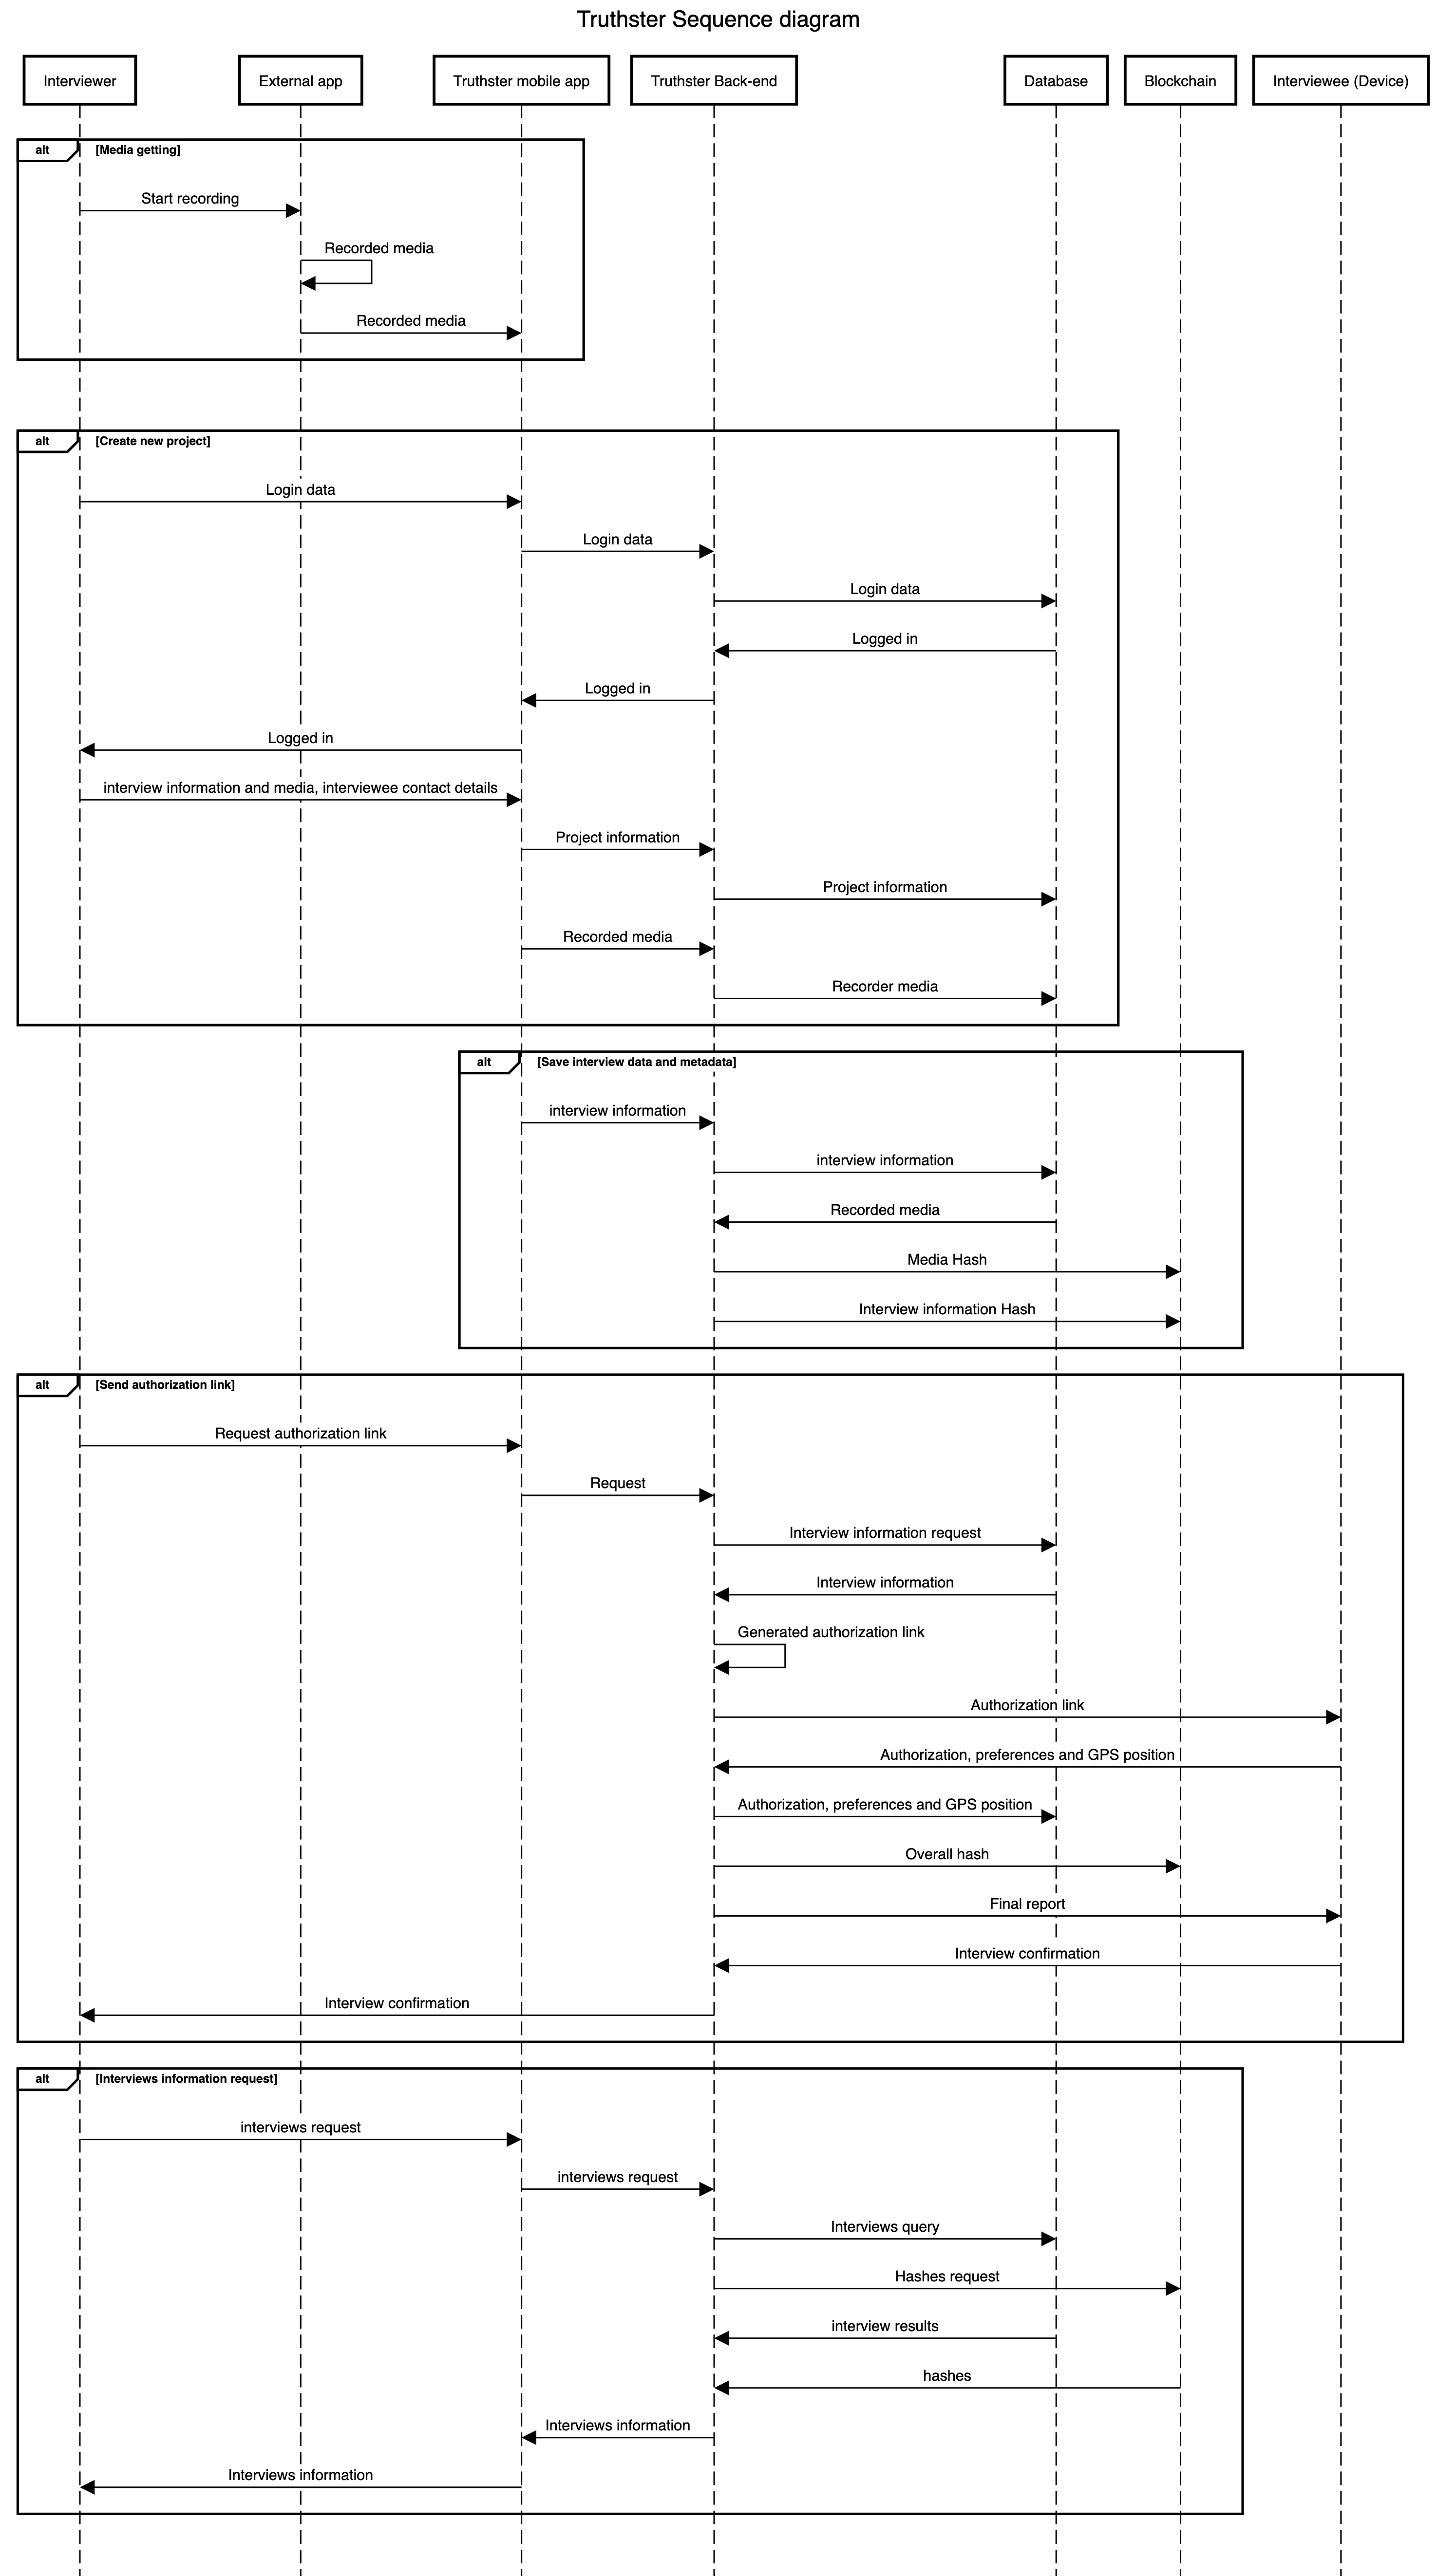 Truthster Sequence diagram
Interviewer
External app
Truthster mobile app
Truthster Back-end
Database
Blockchain
Interviewee (Device)
alt
[Media getting]
Start recording
Recorded media
Recorded media
alt
[Create new project]
Login data
Login data
Login data
Logged in
Logged in
Logged in
interview information and media, interviewee contact details
Project information
Project information
Recorded media
Recorder media
alt
[Save interview data and metadata]
interview information
interview information
Recorded media
Media Hash
Interview information Hash
alt
[Send authorization link]
Request authorization link
Request
Interview information request
Interview information
Generated authorization link
Authorization link
Authorization, preferences and GPS position
Authorization, preferences and GPS position
Overall hash
Final report
Interview confirmation
Interview confirmation
alt
[Interviews information request]
interviews request
interviews request
Interviews query
Hashes request
interview results
hashes
Interviews information
Interviews information